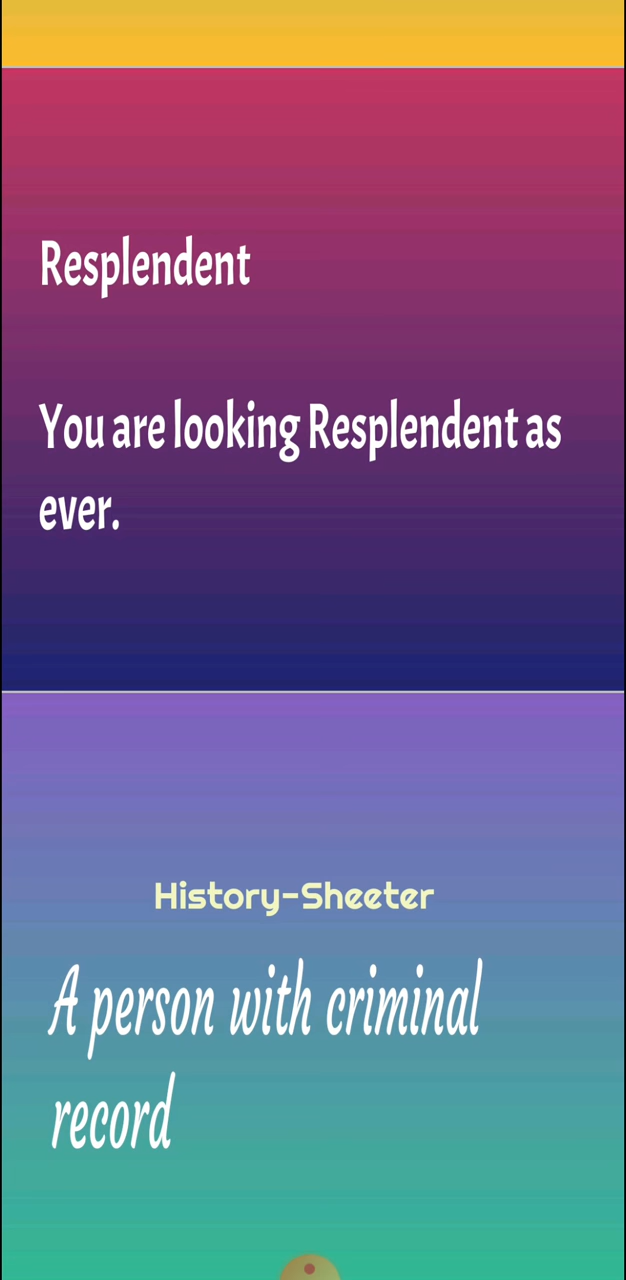 Resplendent
You are looking Resplendent as
ever.
History-Sheeter
A person with criminal
record